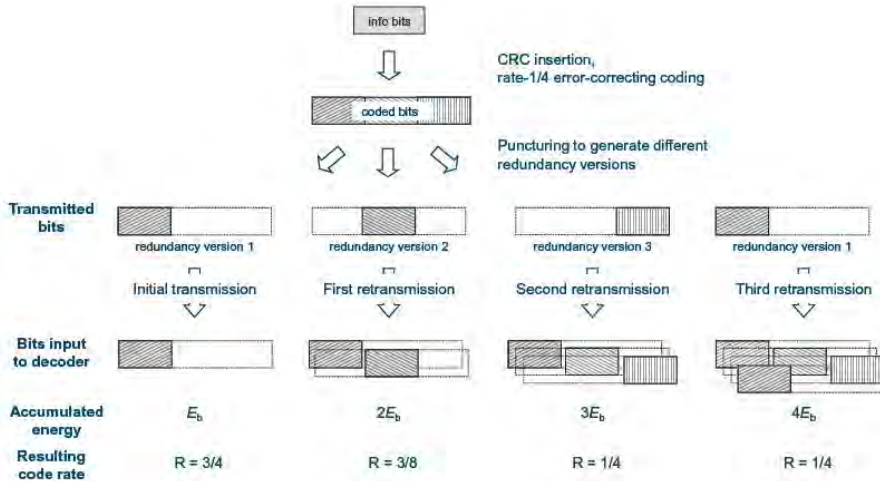 info bits
CRC insertion,
rate-1/4 error-correcting coding
coded bits
Puncturing to generate different
redundancy versions
Transmitted
bits
redundancy version 1
redundancy version 2
redundancy version 3
redundancy version 1
Initial transmission
First retransmission
Second retransmission
Third retransmission
Bits input
to decoder
Accumulated
energy
Eb
2Eb
3Eb
4Eb
Resulting
code rate
R = 3/4
R = 3/8
R = 1/4
R = 1/4